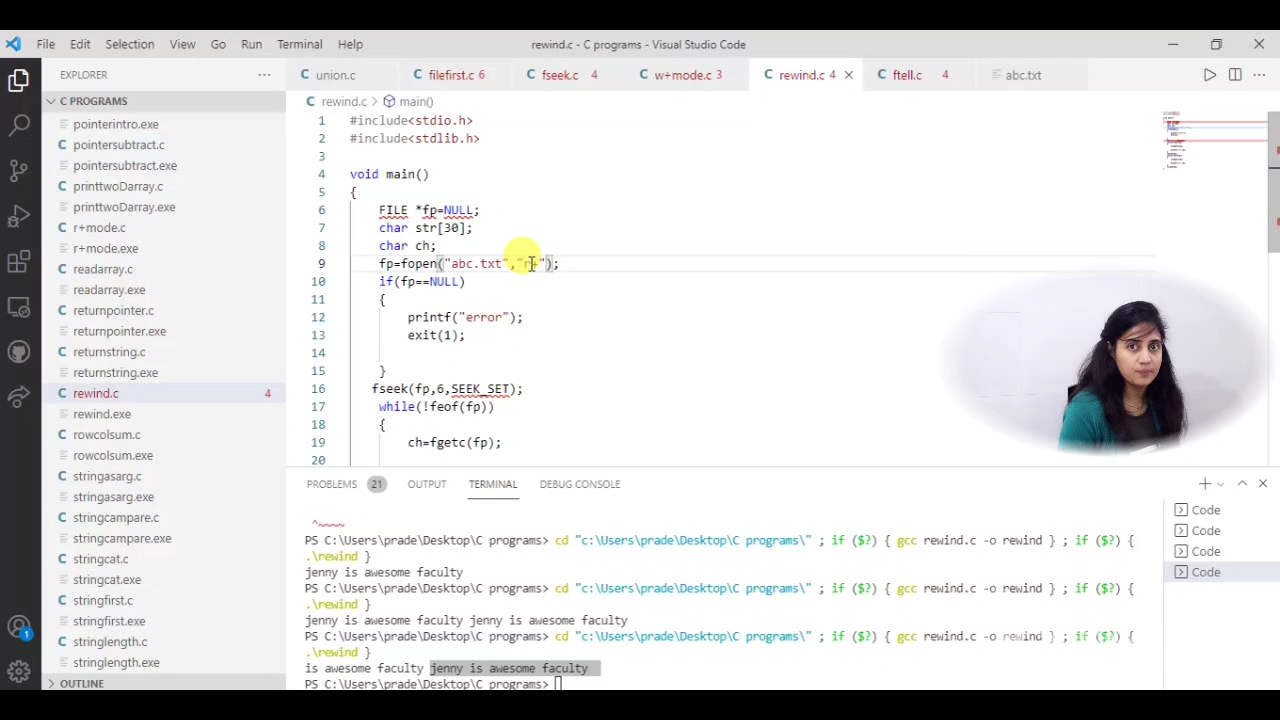 File Edit Selection View Go Run Terminal Help rewind.c - C programs - Visual Studio Code
EXPLORER ... union.c filefirst.c 6 fseek.c 4 w+mode.c 3 rewind.c 4 ftell.c 4 abc.txt
C PROGRAMS
pointerintro.exe
pointersubtract.c
pointersubtract.exe
printtwoDarray.c
printtwoDarray.exe
r+mode.c
r+mode.exe
readarray.c
readarray.exe
returnpointer.c
returnpointer.exe
returnstring.c
returnstring.exe
rewind.c 4
rewind.exe
rowcolsum.c
rowcolsum.exe
stringasarg.c
stringasarg.exe
stringcampare.c
stringcampare.exe
stringcat.c
stringcat.exe
stringfirst.c
stringfirst.exe
stringlength.c
stringlength.exe
OUTLINE
1
C rewind.c > main()
1 #include<stdio.h>
2 #include<stdlib.h>
3
4 void main()
5 {
6 FILE *fp=NULL;
7 char str[30];
8 char ch;
9 fp=fopen("abc.txt","r+");
10 if(fp==NULL)
11 {
12 printf("error");
13 exit(1);
14
15 }
16 fseek(fp,6,SEEK_SET);
17 while(!feof(fp))
18 {
19 ch=fgetc(fp);
20
PROBLEMS 21 OUTPUT TERMINAL DEBUG CONSOLE
^~~~~
PS C:\Users\prade\Desktop\C programs> cd "c:\Users\prade\Desktop\C programs\" ; if ($?) { gcc rewind.c -o rewind } ; if ($?) {
.\rewind }
jenny is awesome faculty
PS C:\Users\prade\Desktop\C programs> cd "c:\Users\prade\Desktop\C programs\" ; if ($?) { gcc rewind.c -o rewind } ; if ($?) {
.\rewind }
jenny is awesome faculty jenny is awesome faculty
PS C:\Users\prade\Desktop\C programs> cd "c:\Users\prade\Desktop\C programs\" ; if ($?) { gcc rewind.c -o rewind } ; if ($?) {
.\rewind }
is awesome faculty jenny is awesome faculty
PS C:\Users\prade\Desktop\C programs>
Code
Code
Code
Code